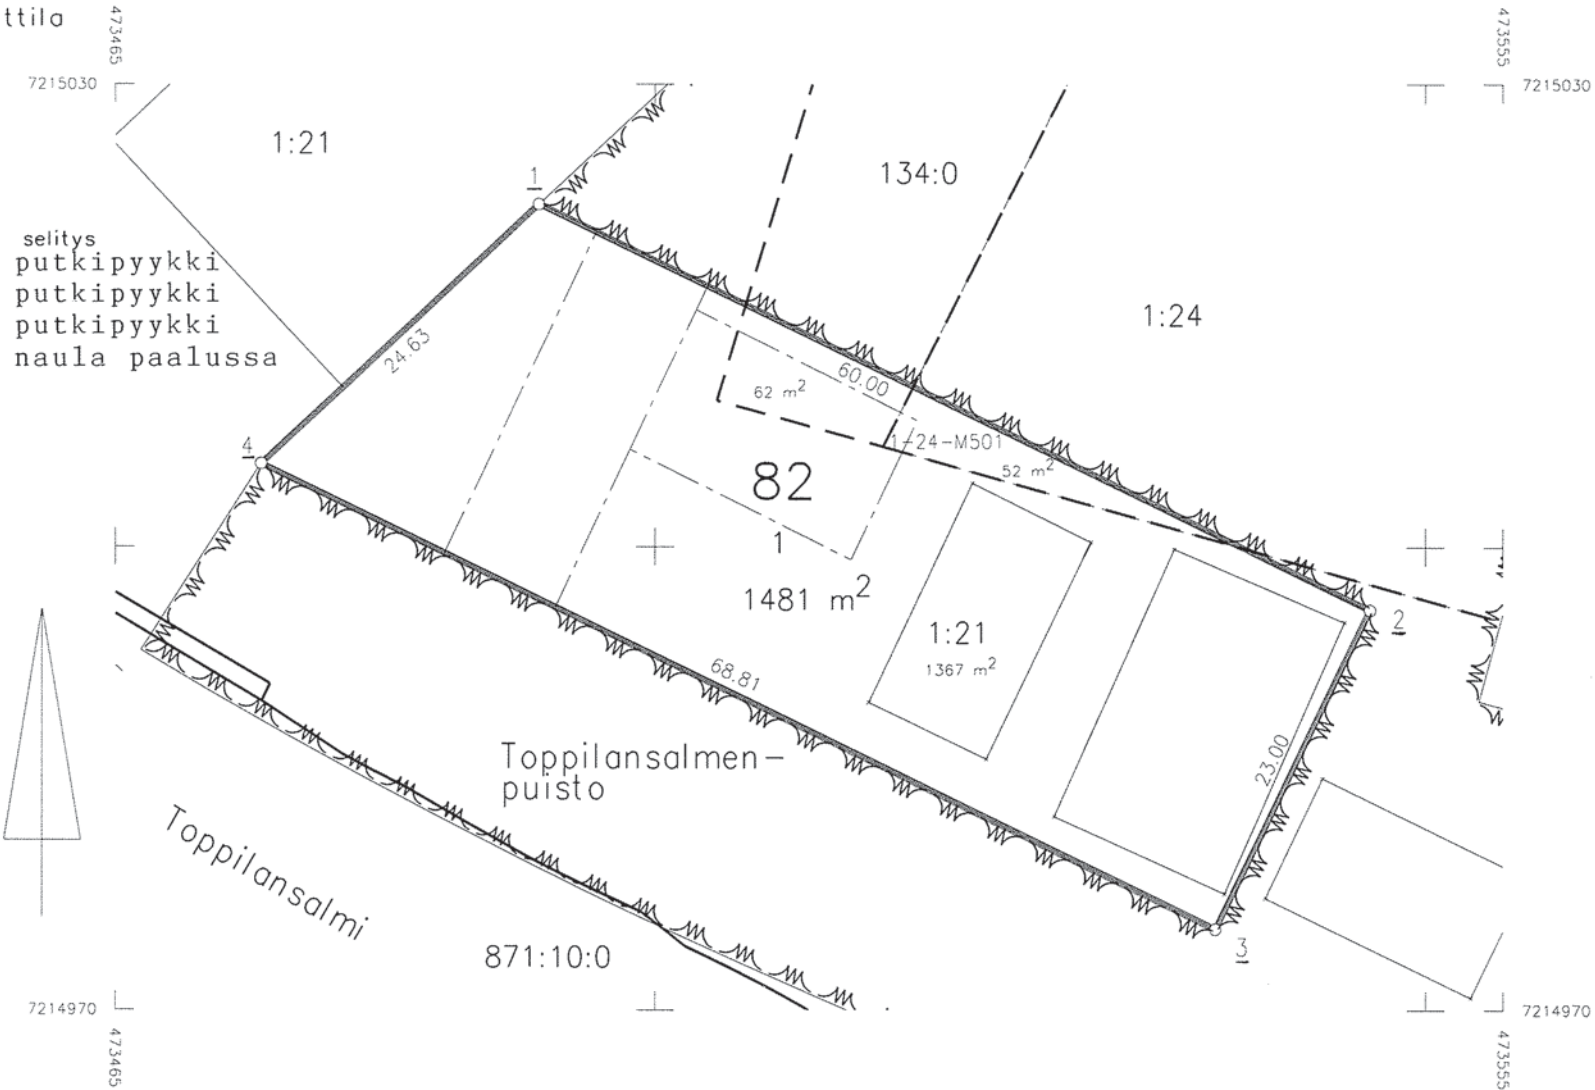 ttila
473465
473555
7215030
7215030
1:21
134:0
1
selitys
putkipyykki
putkipyykki
putkipyykki
naula paalussa
1:24
24.63
60.00
62 m²
4
1-24-M501
52 m²
82
1
1481 m²
2
1:21
1367 m²
68.81
23.00
Toppilansalmen-
puisto
Toppilansalmi
871:10:0
3
7214970
7214970
473465
473555